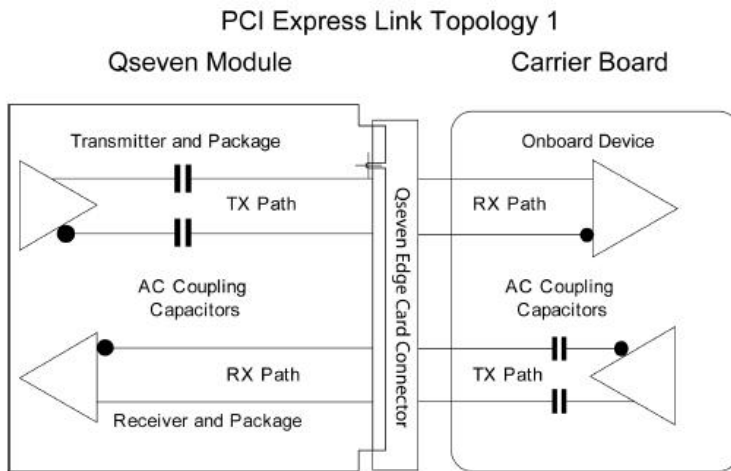 PCI Express Link Topology 1
Qseven Module
Carrier Board
Transmitter and Package
Onboard Device
TX Path
RX Path
Qseven Edge Card Connector
AC Coupling
Capacitors
AC Coupling
Capacitors
RX Path
TX Path
Receiver and Package